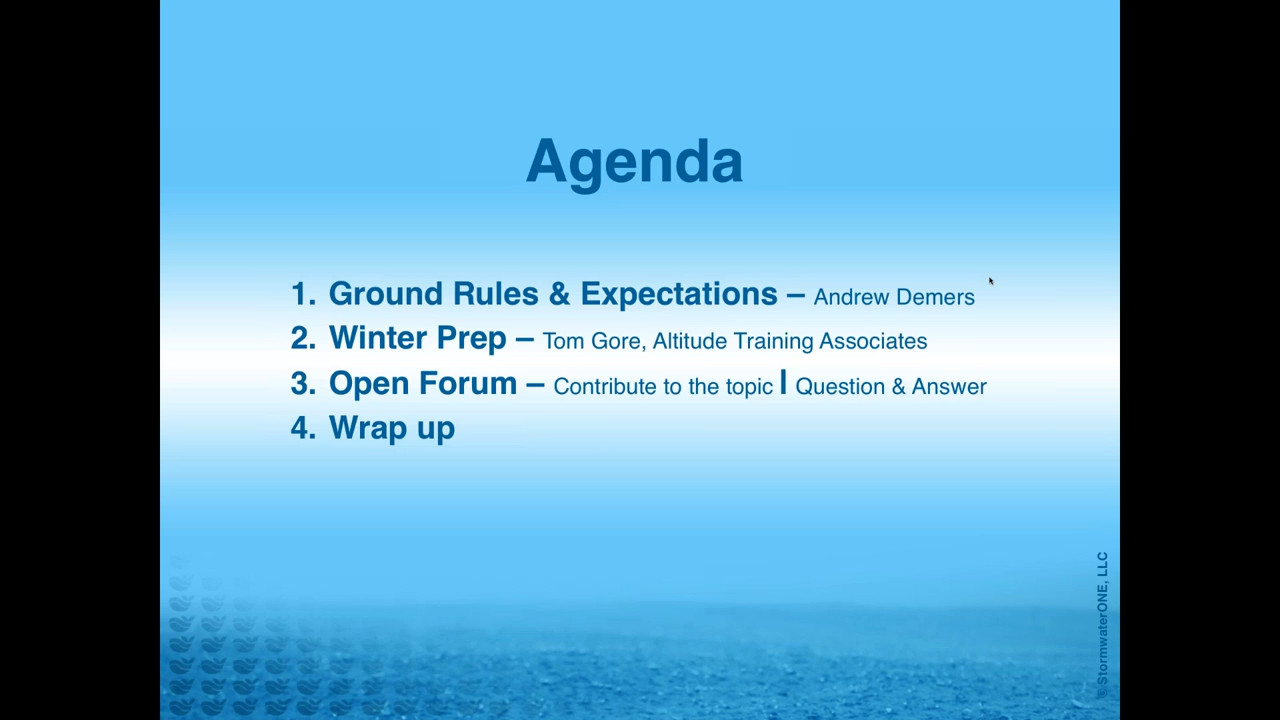 Agenda
1. Ground Rules & Expectations – Andrew Demers
2. Winter Prep – Tom Gore, Altitude Training Associates
3. Open Forum – Contribute to the topic | Question & Answer
4. Wrap up
© StormwaterONE, LLC